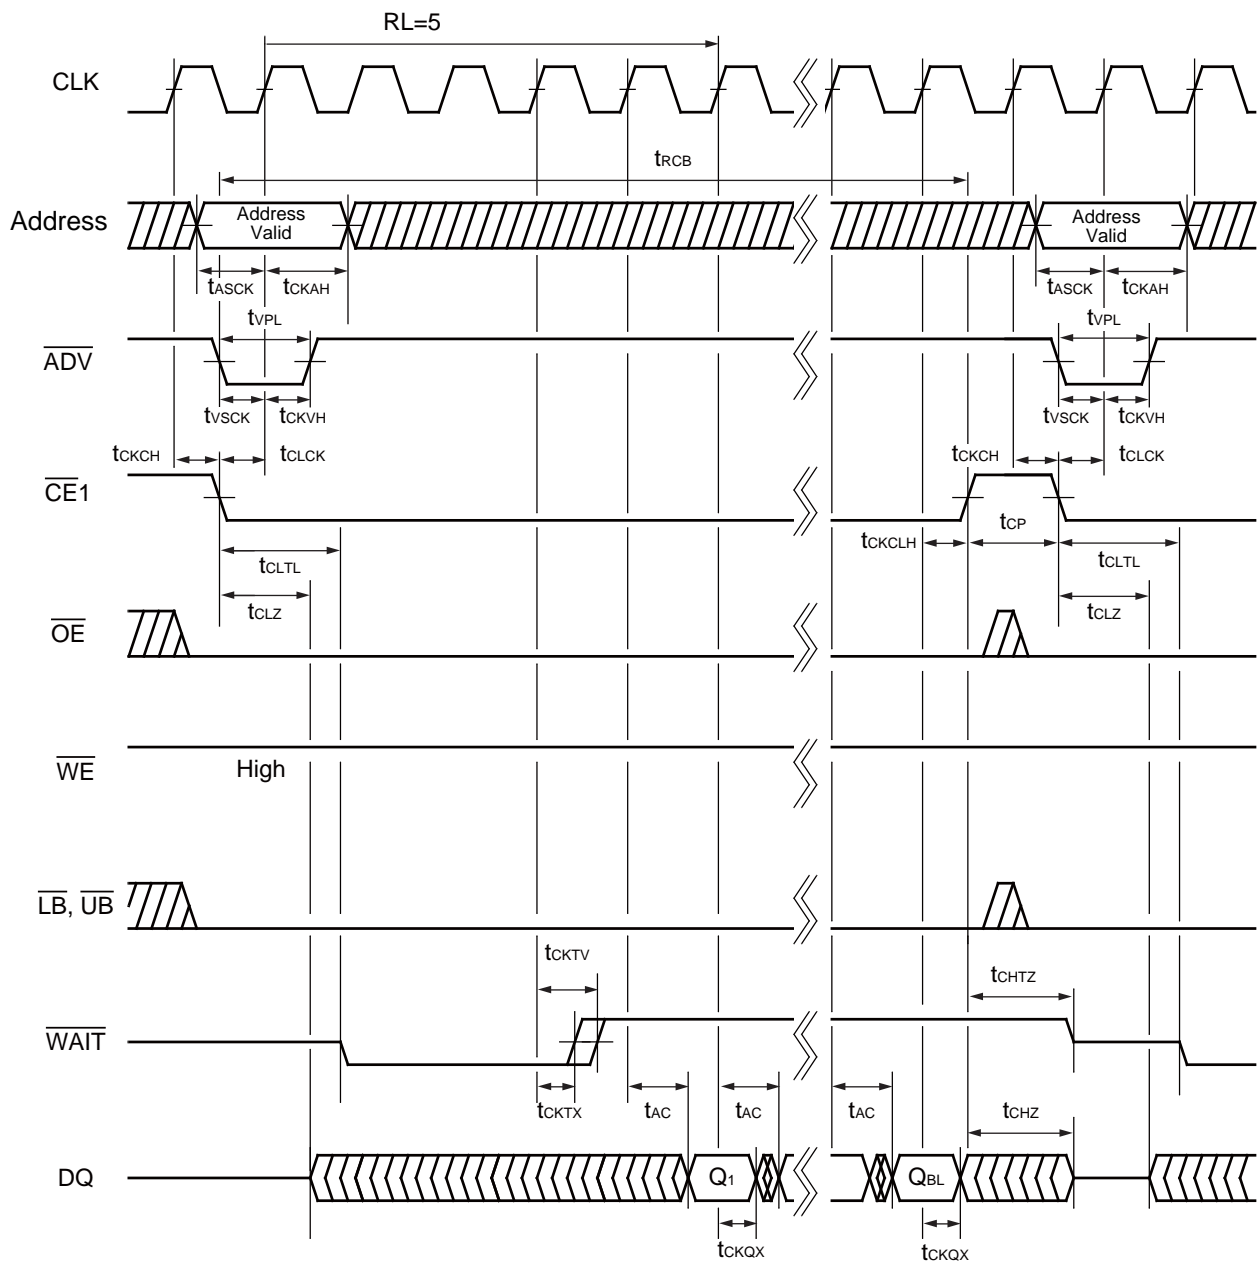 RL=5
CLK
tRCB
Address
Address Valid
Address Valid
tASCK
tCKAH
tASCK
tCKAH
tVPL
tVPL
ADV
tVSCK
tCKVH
tVSCK
tCKVH
tCKCH
tCLCK
tCKCH
tCLCK
CE1
tCKCLH
tCP
tCLTL
tCLTL
tCLZ
tCLZ
OE
WE
High
LB, UB
tCKTV
tCHTZ
WAIT
tCKTX
tAC
tAC
tAC
tCHZ
DQ
Q1
QBL
tCKQX
tCKQX